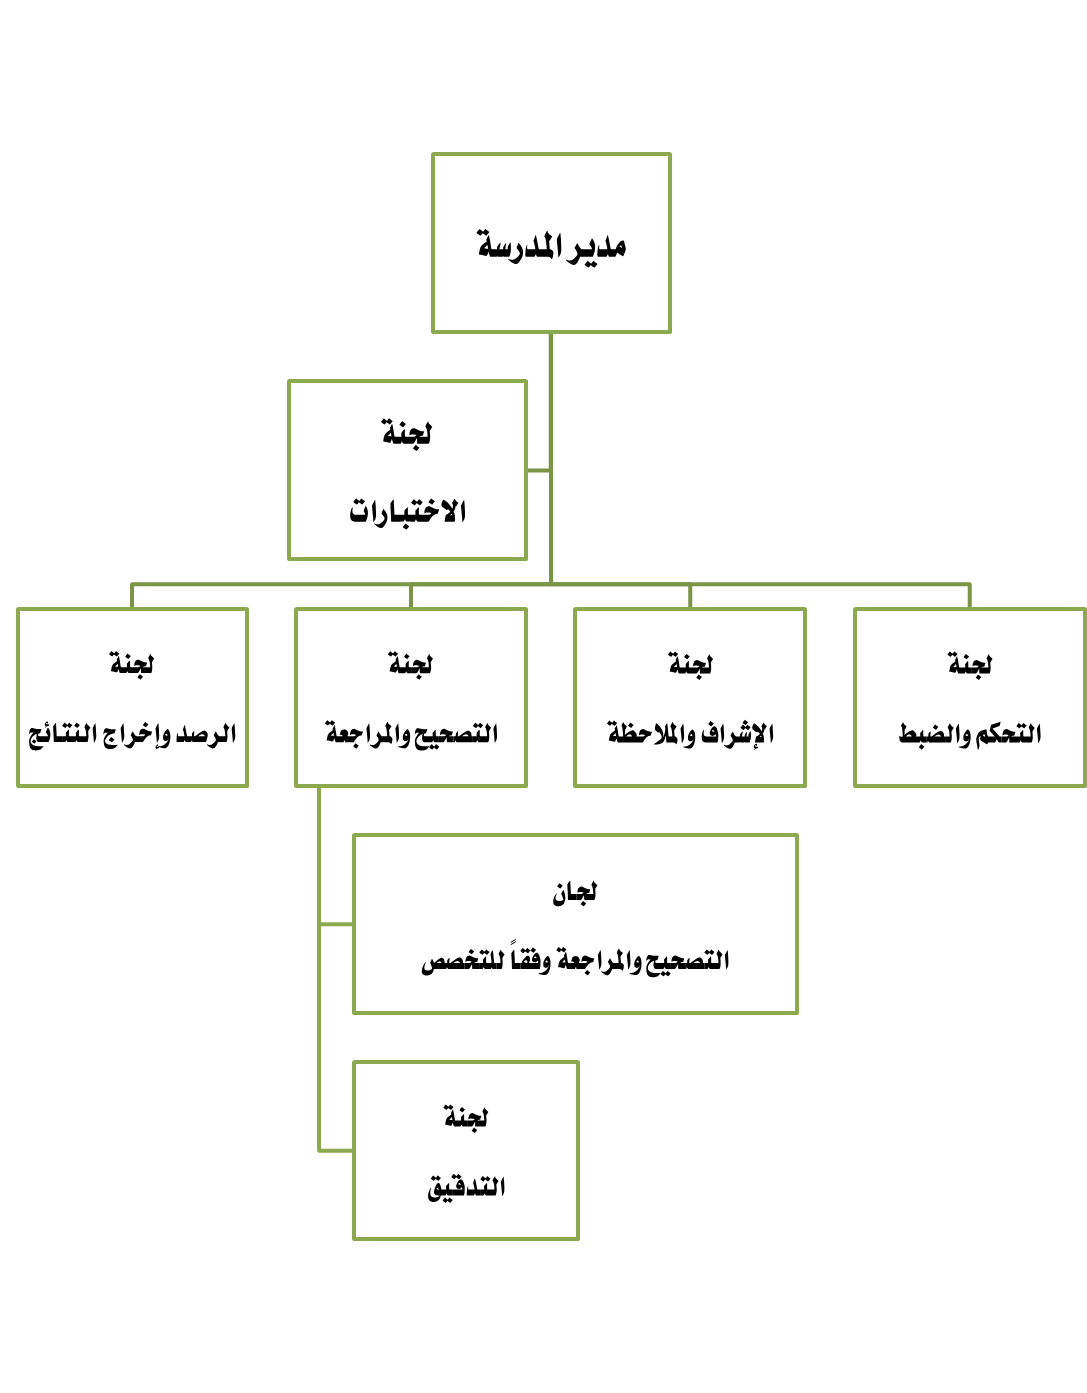 مدير المدرسة
لجنة
الاختبارات
لجنة
التحكم والضبط
لجنة
الإشراف والملاحظة
لجنة
التصحيح والمراجعة
لجنة
الرصد وإخراج النتائج
لجان
التصحيح والمراجعة وفقاً للتخصص
لجنة
التدقيق